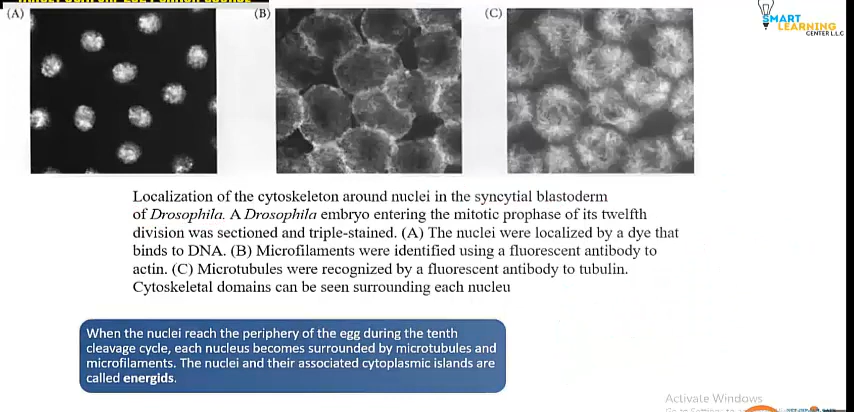 (A)
(B)
(C)
SMART
LEARNING
CENTER L.L.C
Localization of the cytoskeleton around nuclei in the syncytial blastoderm
of Drosophila. A Drosophila embryo entering the mitotic prophase of its twelfth
division was sectioned and triple-stained. (A) The nuclei were localized by a dye that
binds to DNA. (B) Microfilaments were identified using a fluorescent antibody to
actin. (C) Microtubules were recognized by a fluorescent antibody to tubulin.
Cytoskeletal domains can be seen surrounding each nucleu
When the nuclei reach the periphery of the egg during the tenth
cleavage cycle, each nucleus becomes surrounded by microtubules and
microfilaments. The nuclei and their associated cytoplasmic islands are
called energids.
Activate Windows